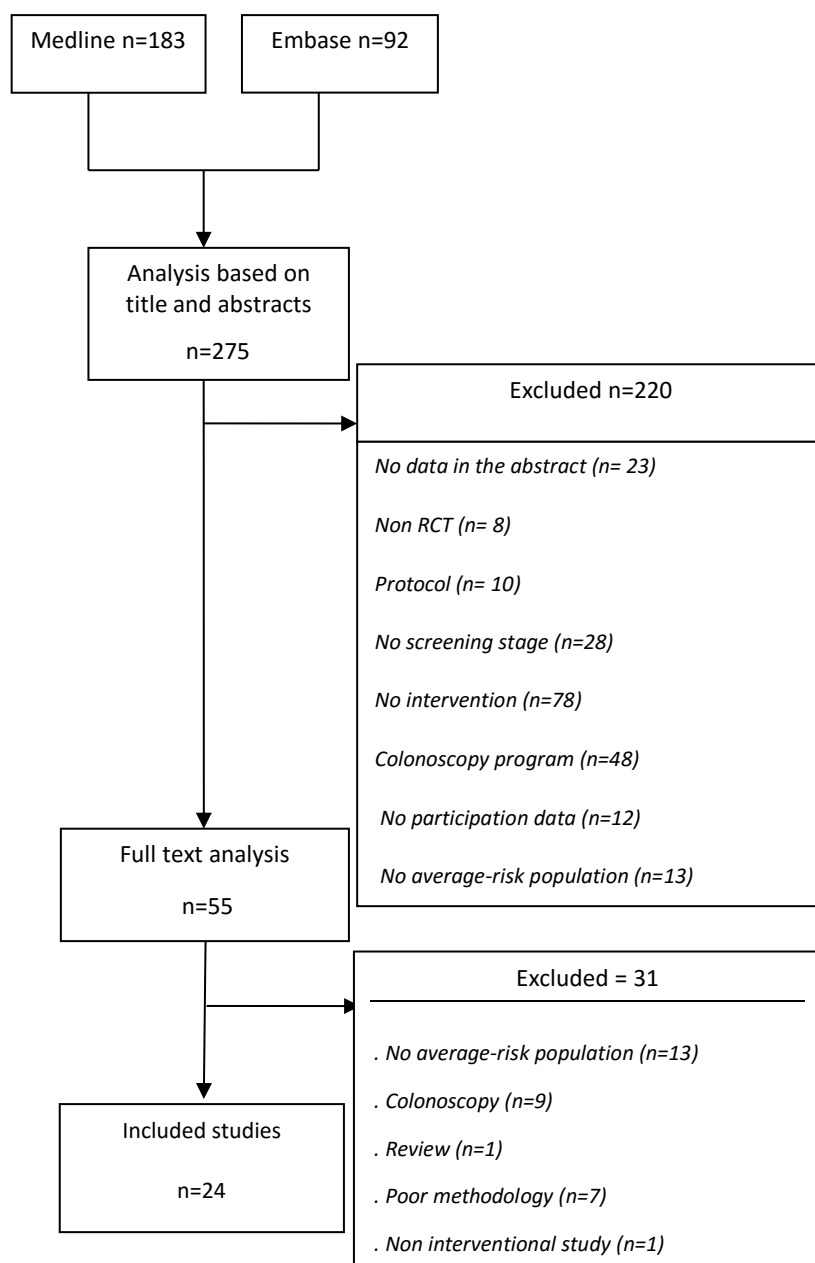 Medline n=183
Embase n=92
Analysis based on
title and abstracts
n=275
Excluded n=220
No data in the abstract (n= 23)
Non RCT (n= 8)
Protocol (n= 10)
No screening stage (n=28)
No intervention (n=78)
Colonoscopy program (n=48)
No participation data (n=12)
No average-risk population (n=13)
Full text analysis
n=55
Excluded = 31
. No average-risk population (n=13)
. Colonoscopy (n=9)
. Review (n=1)
. Poor methodology (n=7)
. Non interventional study (n=1)
Included studies
n=24